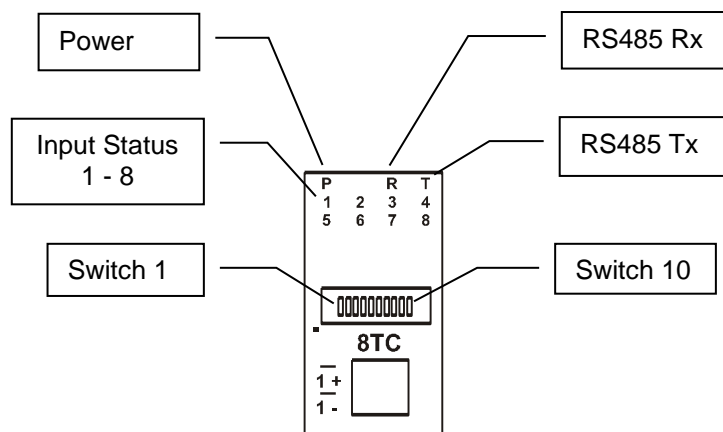 Power
RS485 Rx
Input Status
1 - 8
RS485 Tx
P R T
1 2 3 4
5 6 7 8
Switch 1
Switch 10
8TC
1 +
1 -